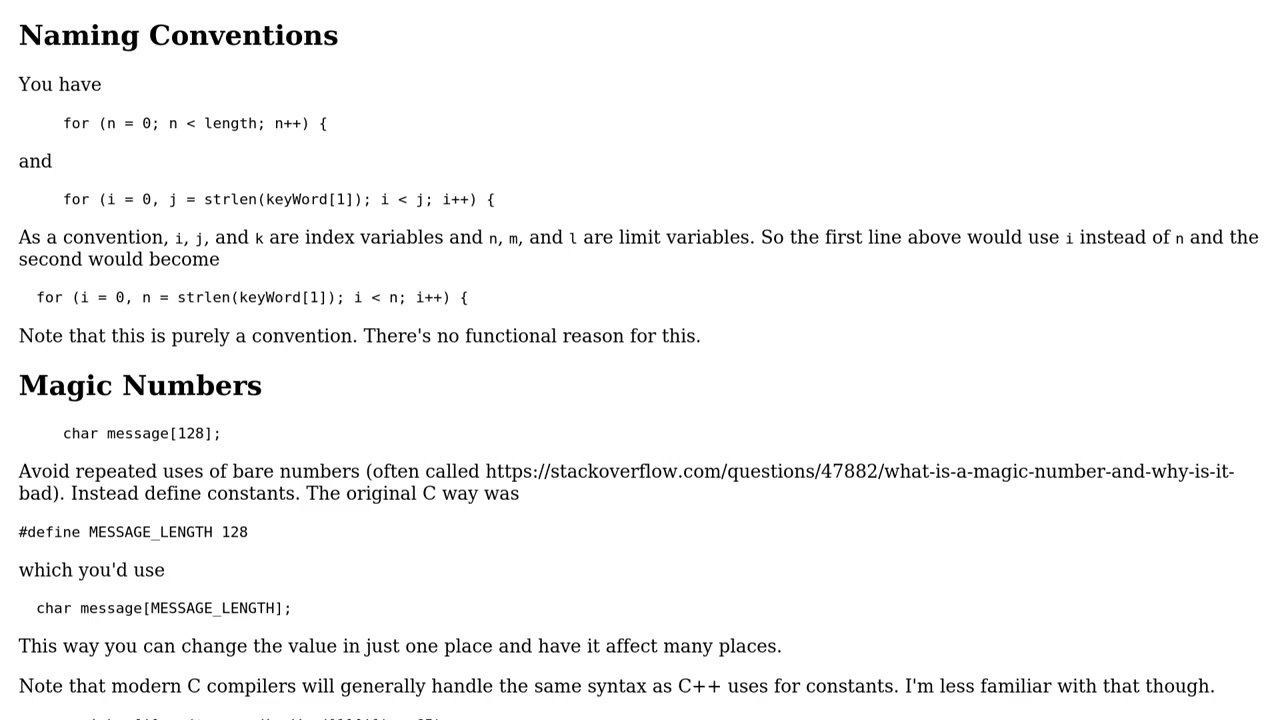 Naming Conventions
You have
for (n = 0; n < length; n++) {
and
for (i = 0, j = strlen(keyWord[1]); i < j; i++) {
As a convention, i, j, and k are index variables and n, m, and l are limit variables. So the first line above would use i instead of n and the
second would become
for (i = 0, n = strlen(keyWord[1]); i < n; i++) {
Note that this is purely a convention. There's no functional reason for this.
Magic Numbers
char message[128];
Avoid repeated uses of bare numbers (often called https://stackoverflow.com/questions/47882/what-is-a-magic-number-and-why-is-it-
bad). Instead define constants. The original C way was
#define MESSAGE_LENGTH 128
which you'd use
char message[MESSAGE_LENGTH];
This way you can change the value in just one place and have it affect many places.
Note that modern C compilers will generally handle the same syntax as C++ uses for constants. I'm less familiar with that though.